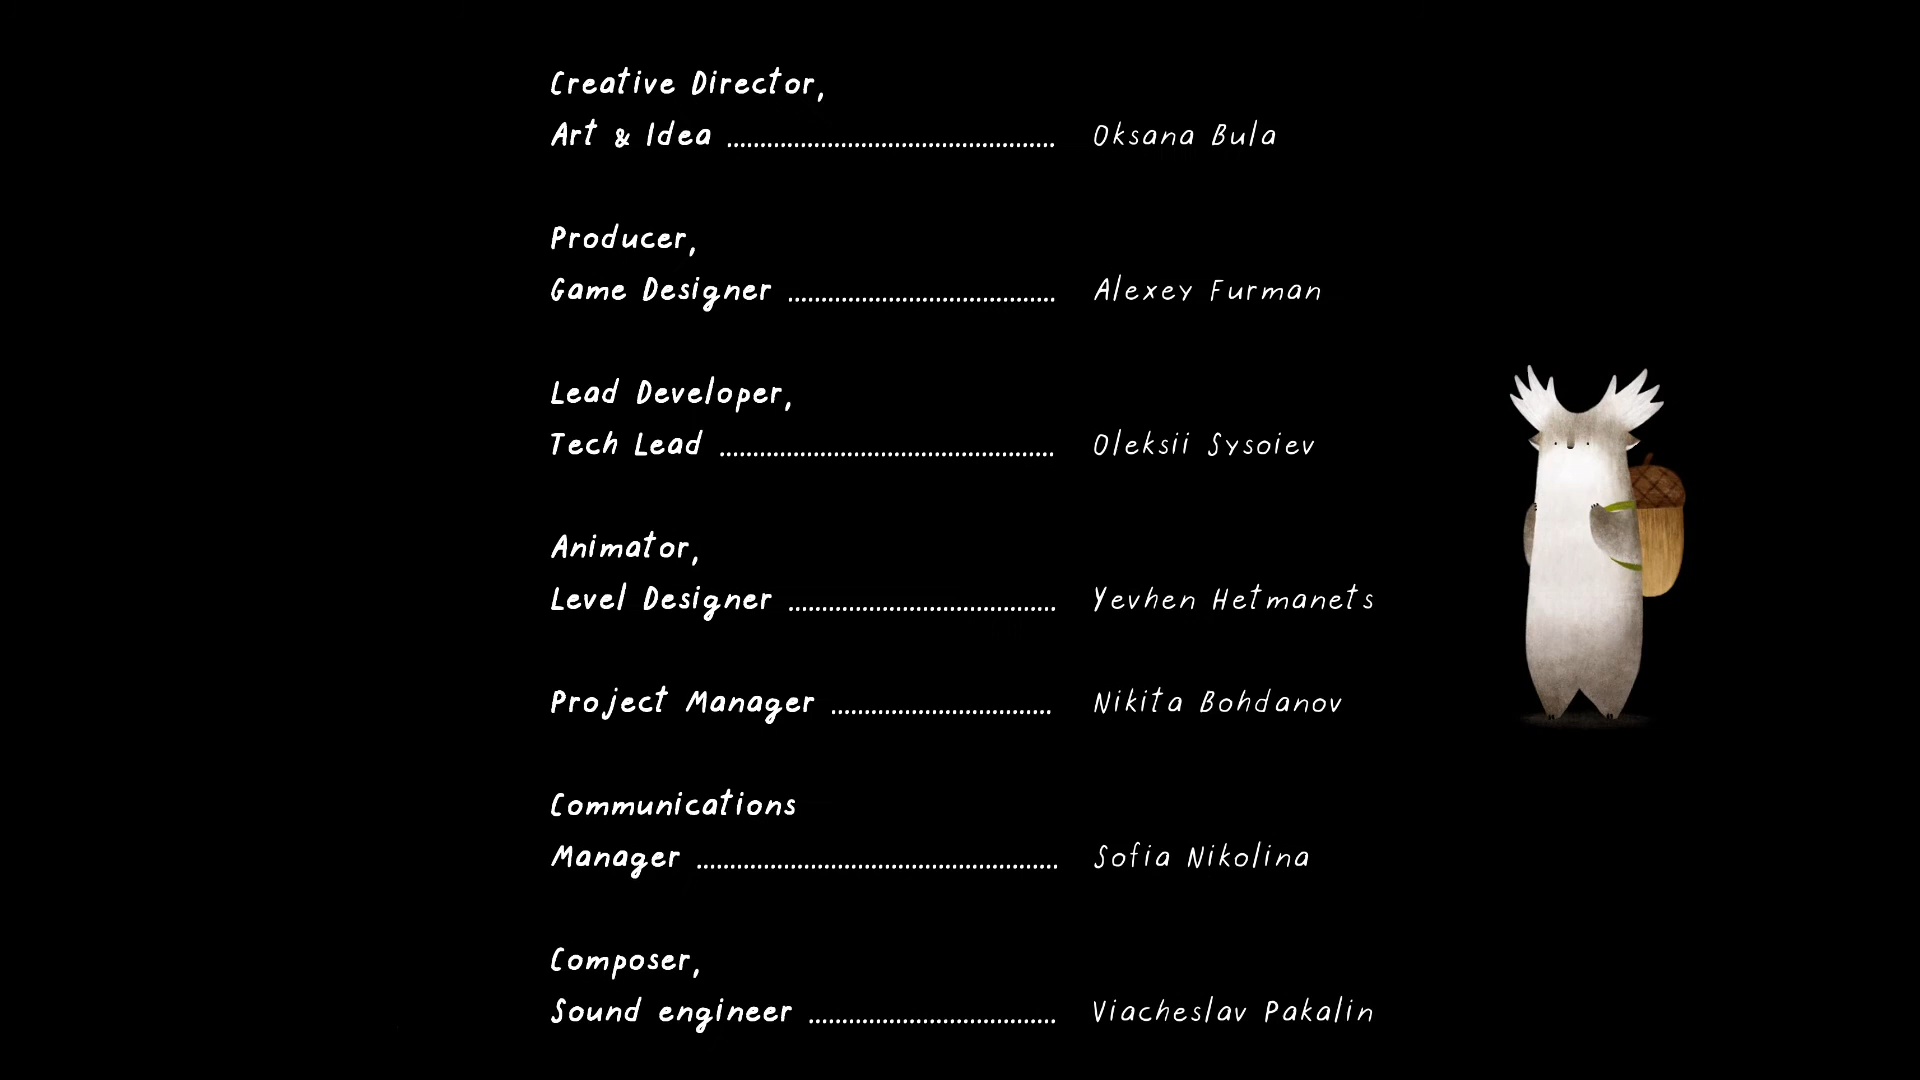 Creative Director,
Art & Idea ........................................................ Oksana Bula
Producer,
Game Designer .............................................. Alexey Furman
Lead Developer,
Tech Lead ......................................................... Oleksii Sysoiev
Animator,
Level Designer .............................................. Yevhen Hetmanets
Project Manager ...................................... Nikita Bohdanov
Communications
Manager .............................................................. Sofia Nikolina
Composer,
Sound engineer .......................................... Viacheslav Pakalin